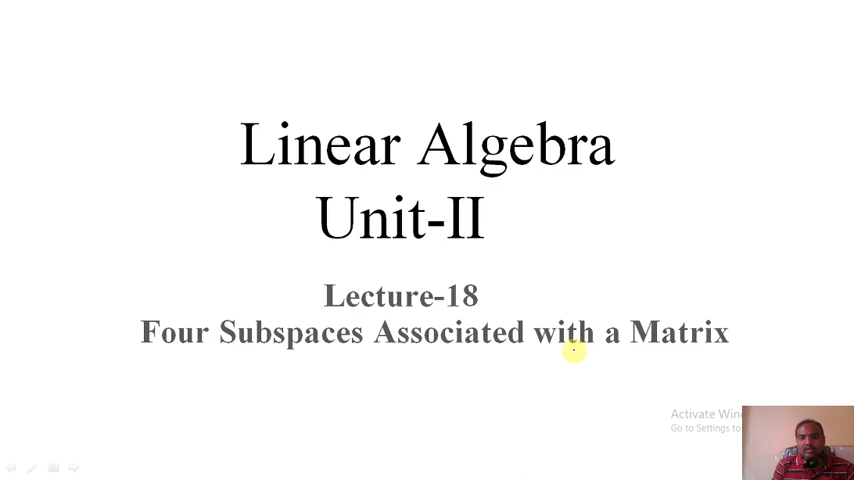 Linear Algebra
Unit-II
Lecture-18
Four Subspaces Associated with a Matrix
Activate Win
Go to Settings to